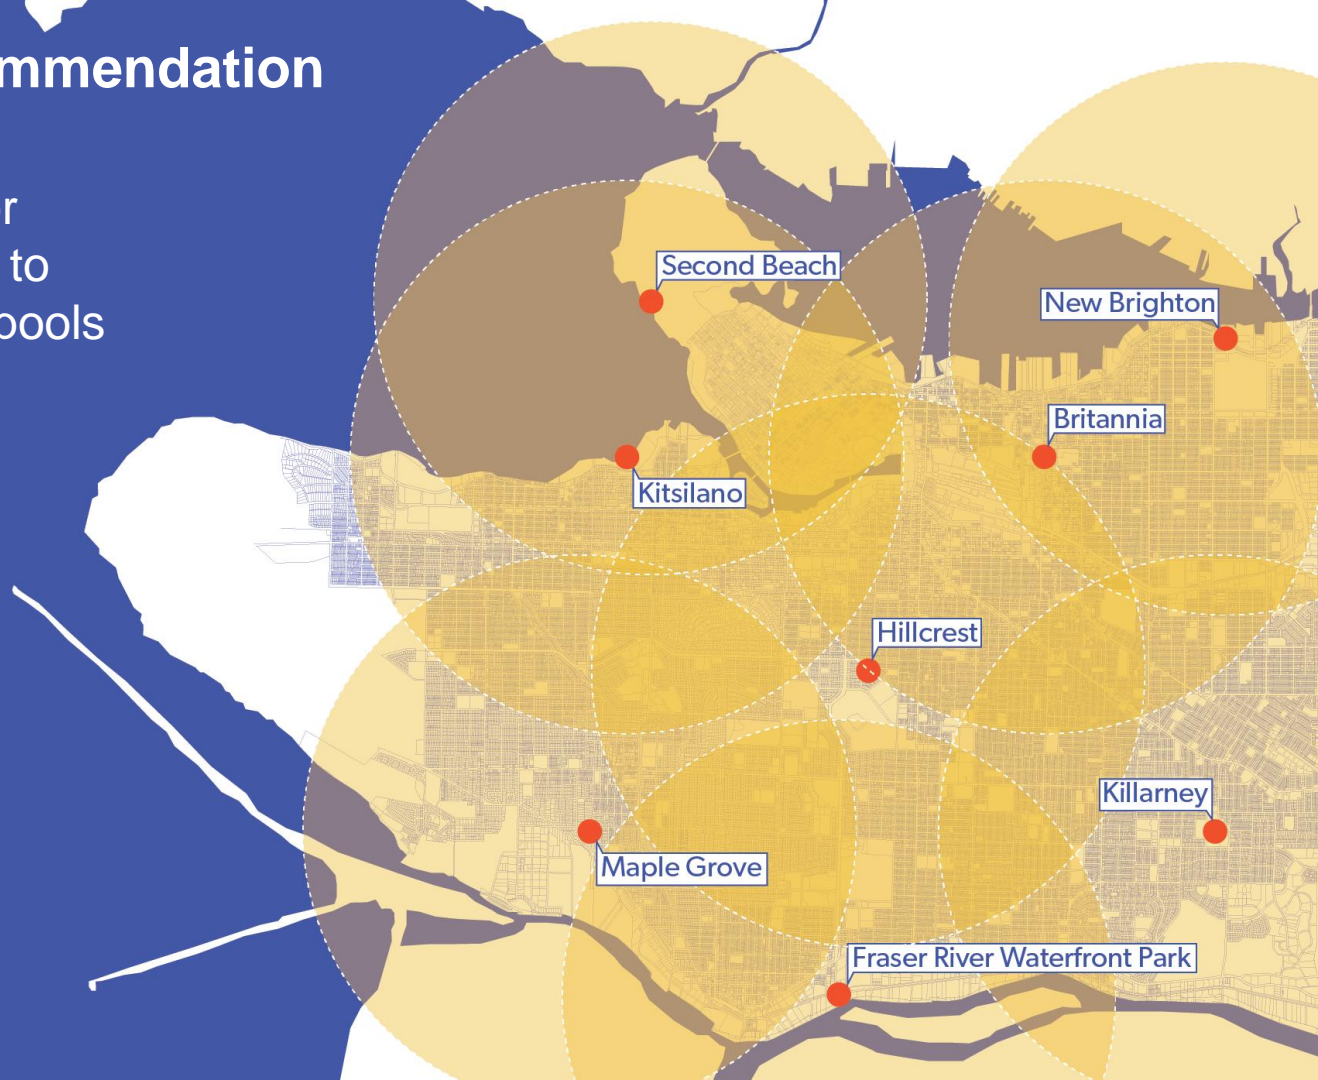 mmendation
r
to
pools
Second Beach
New Brighton
Britannia
Kitsilano
Hillcrest
Killarney
Maple Grove
Fraser River Waterfront Park